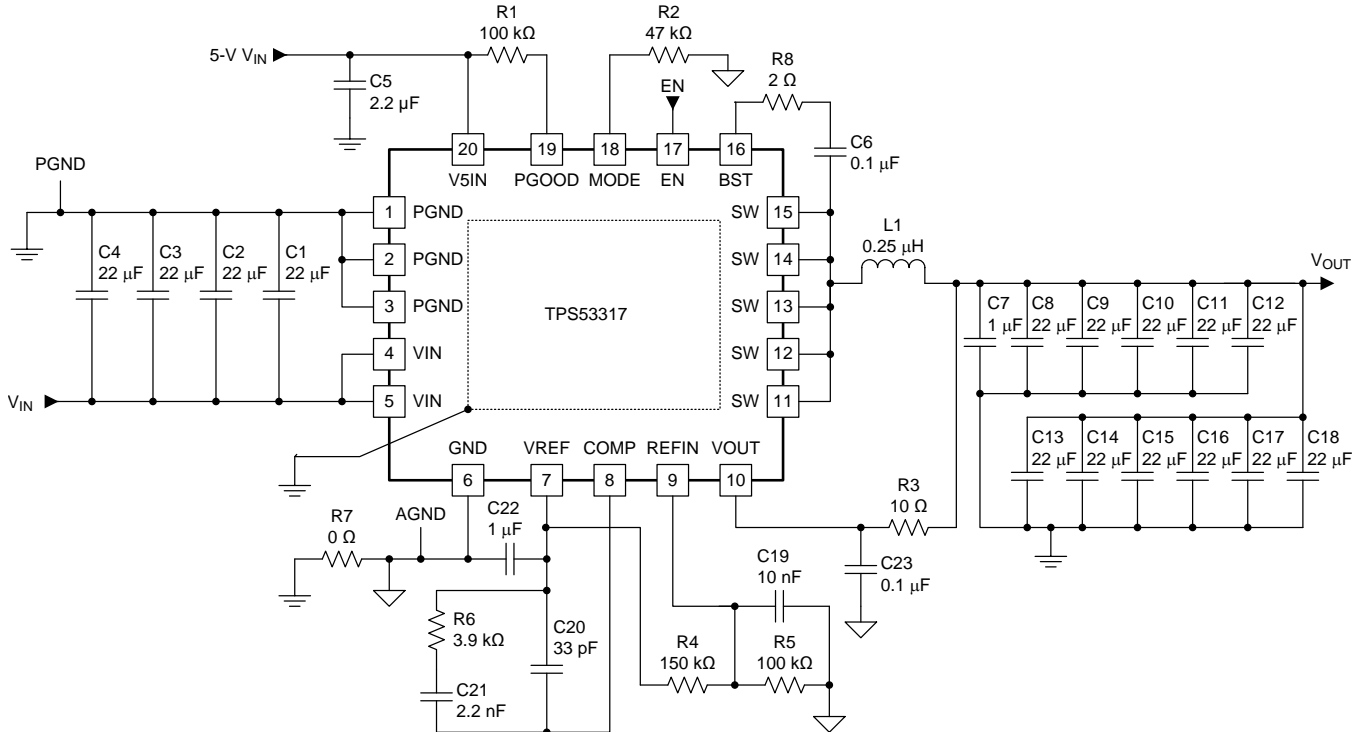 R1
100 kΩ
R2
47 kΩ
5-V VIN
C5
2.2 µF
EN
R8
2 Ω
C6
0.1 µF
20
19
18
17
16
V5IN
PGOOD
MODE
EN
BST
PGND
C4
22 µF
C3
22 µF
C2
22 µF
C1
22 µF
1
PGND
2
PGND
3
PGND
4
VIN
5
VIN
VIN
TPS53317
SW
15
SW
14
SW
13
SW
12
SW
11
L1
0.25 µH
VOUT
C7
1 µF
C8
22 µF
C9
22 µF
C10
22 µF
C11
22 µF
C12
22 µF
C13
22 µF
C14
22 µF
C15
22 µF
C16
22 µF
C17
22 µF
C18
22 µF
GND
VREF
COMP
REFIN
VOUT
6
7
8
9
10
R7
0 Ω
AGND
C22
1 µF
R3
10 Ω
C23
0.1 µF
C19
10 nF
R6
3.9 kΩ
C20
33 pF
C21
2.2 nF
R4
150 kΩ
R5
100 kΩ